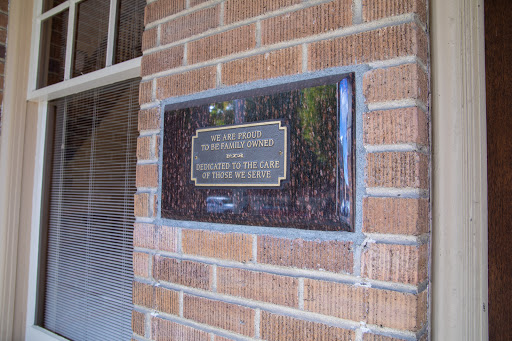 WE ARE PROUD
TO BE FAMILY OWNED
DEDICATED TO THE CARE
OF THOSE WE SERVE